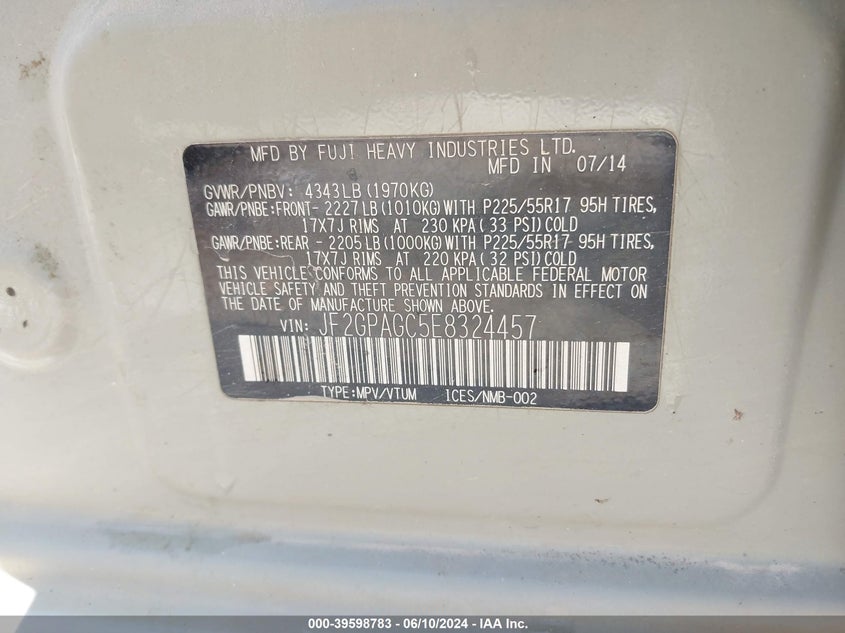 MFD BY FUJI HEAVY INDUSTRIES LTD.
MFD IN 07/14
GVWR/PNBV: 4343LB(1970KG)
GAWR/PNBE:FRONT- 2227LB(1010KG)WITH P225/55R17 95H TIRES,
17X7J RIMS AT 230 KPA(33 PSI)COLD
GAWR/PNBE:REAR - 2205LB(1000KG)WITH P225/55R17 95H TIRES,
17X7J RIMS AT 220 KPA(32 PSI)COLD
THIS VEHICLE CONFORMS TO ALL APPLICABLE FEDERAL MOTOR
VEHICLE SAFETY AND THEFT PREVENTION STANDARDS IN EFFECT ON
THE DATE OF MANUFACTURE SHOWN ABOVE.
VIN: JF2GPAGC5E8324457
TYPE:MPV/VTUM ICES/NMB-002
000-39598783 - 06/10/2024 - IAA Inc.